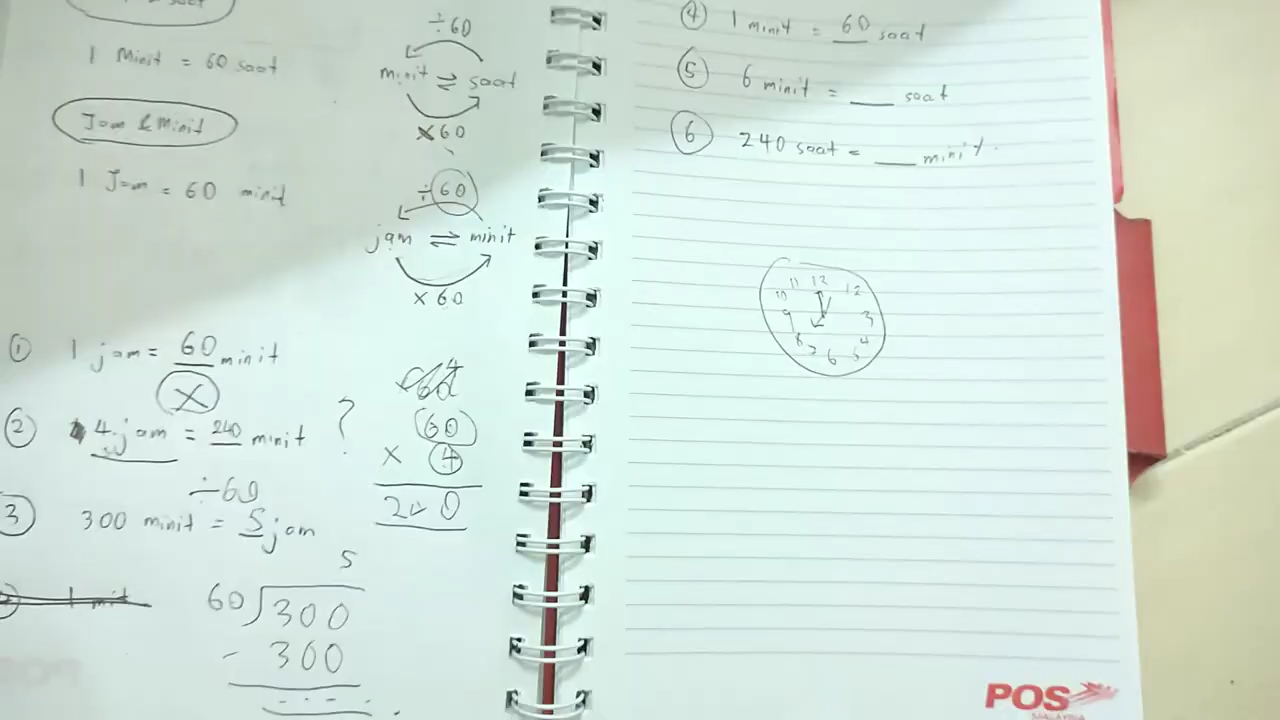 1 Minit = 60 saat
÷60
minit ⇌ saat
×60
Jam & Minit
1 Jam = 60 minit
÷60
jam ⇌ minit
×60
① 1 jam = 60 minit
×
② 4 jam = 240 minit
?
60
× 4
240
÷60
③ 300 minit = 5 jam
5
60 300
- 300
④ 1 minit = 60 saat
⑤ 6 minit = ___ saat
⑥ 240 saat = ___ minit.
11 12 12
10
9 3
8 4
7 6 5
POS
MALAYSIA